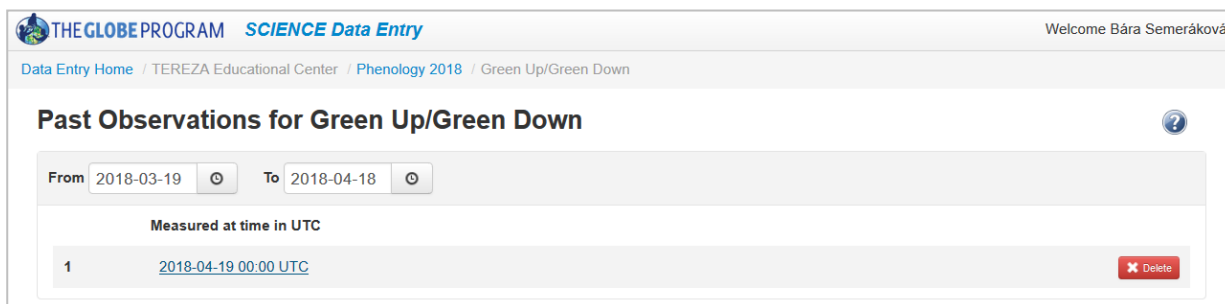 THE GLOBE PROGRAM SCIENCE Data Entry Welcome Bára Semeráková
Data Entry Home / TEREZA Educational Center / Phenology 2018 / Green Up/Green Down
Past Observations for Green Up/Green Down ?
From 2018-03-19 To 2018-04-18
Measured at time in UTC
1 2018-04-19 00:00 UTC Delete